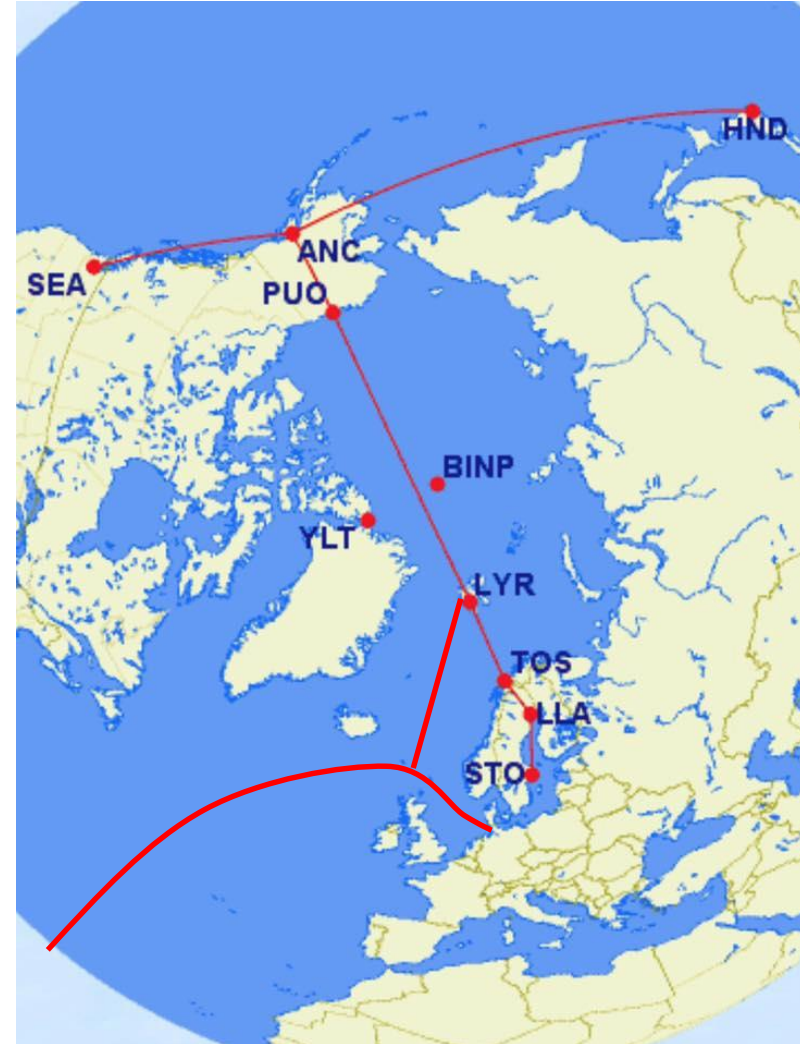 HND
ANC
SEA
PUO
BINP
YLT
LYR
TOS
LLA
STO